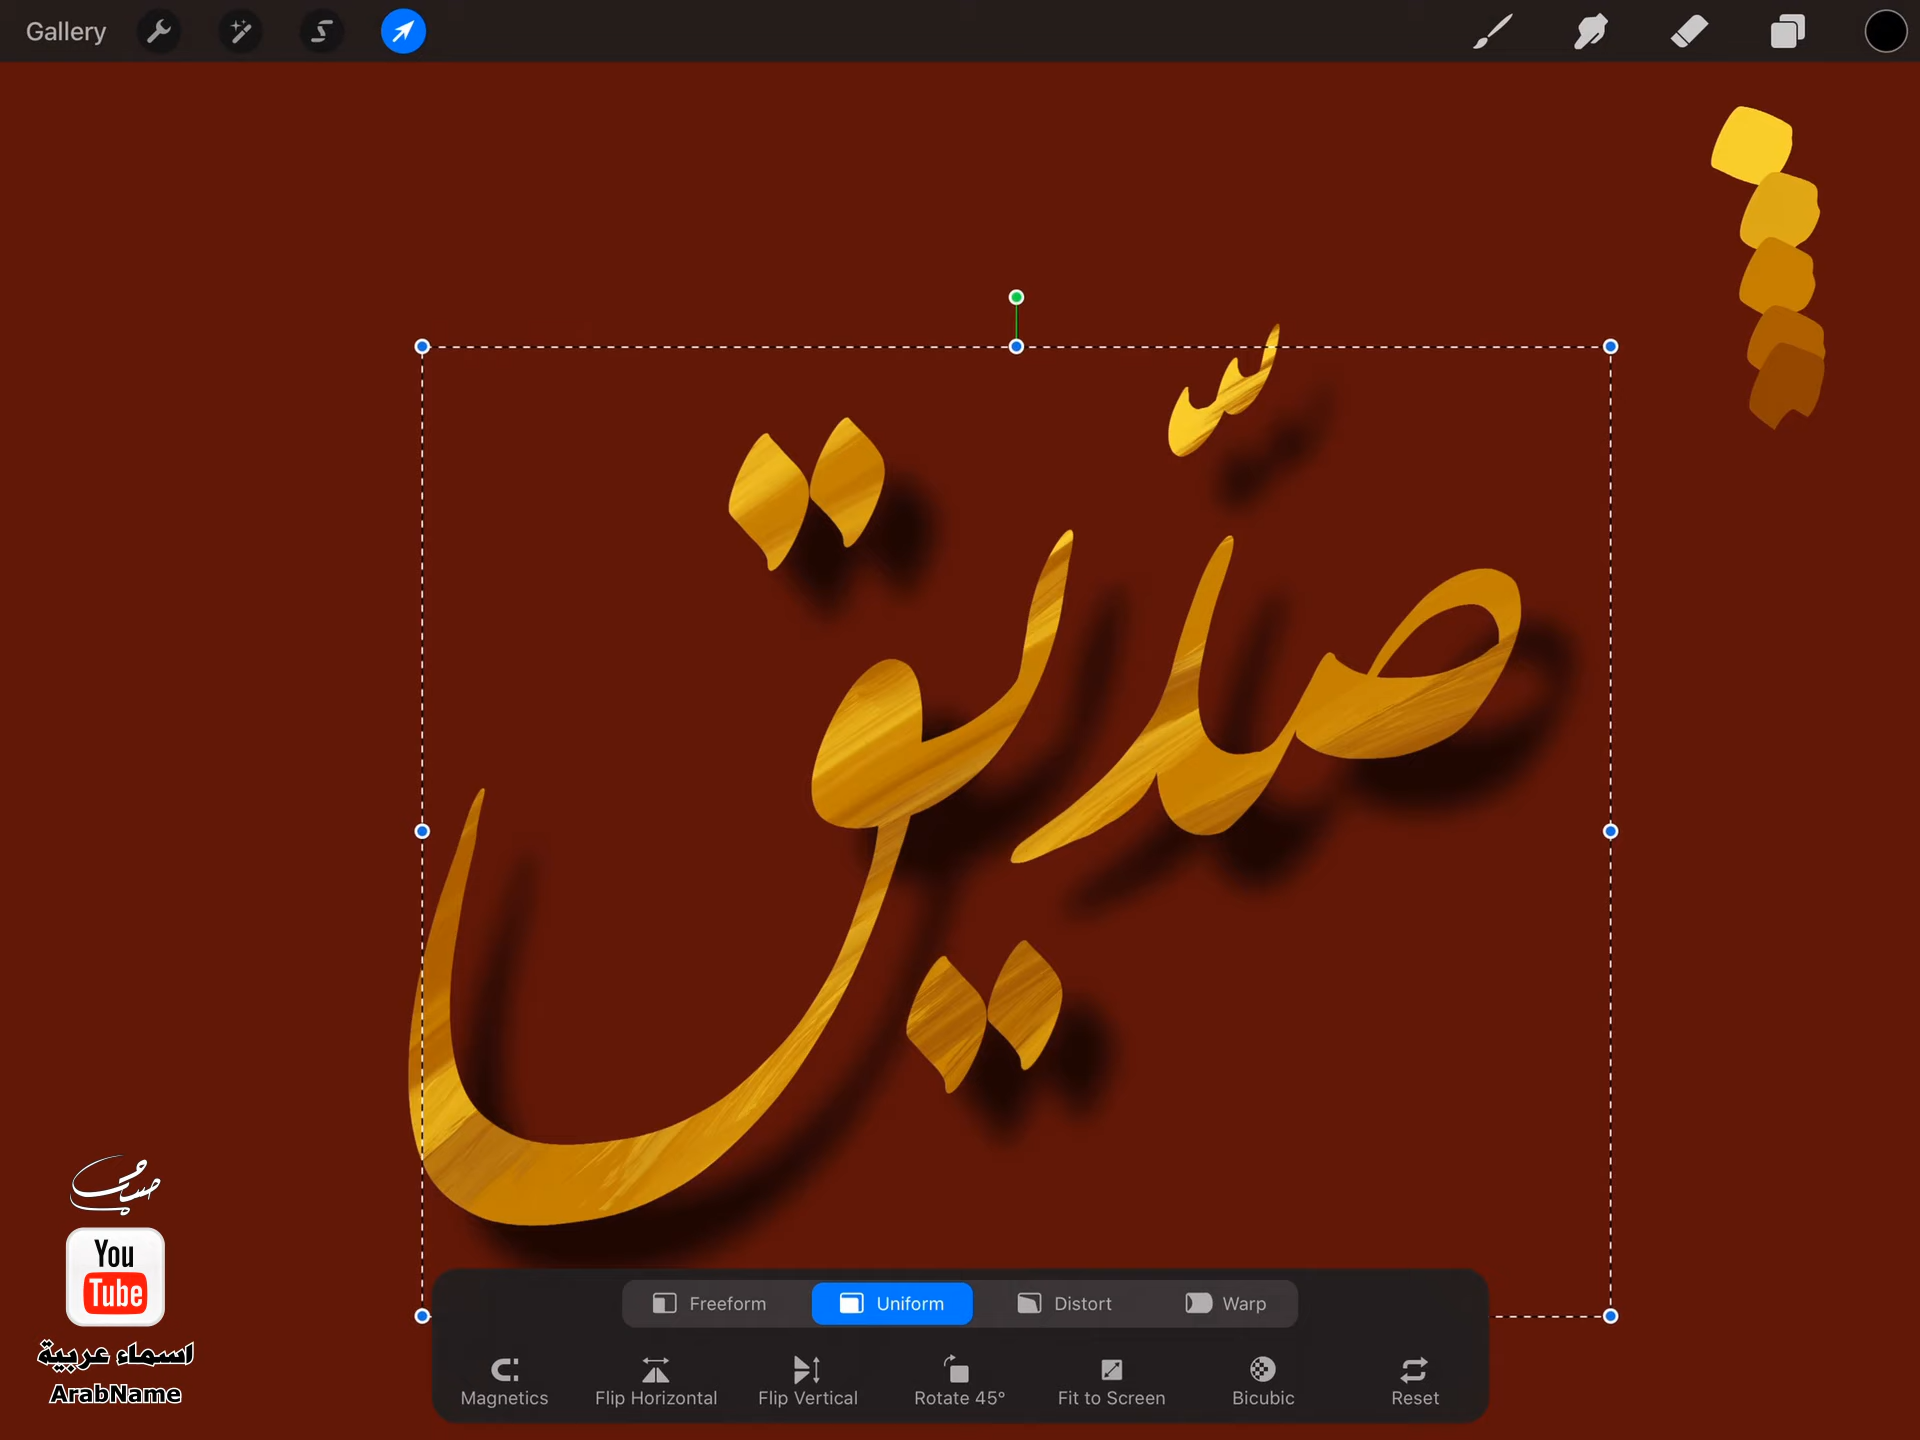 Gallery
صدّيق
صباح
You
Tube
اسماء عربية
ArabName
Freeform
Uniform
Distort
Warp
Magnetics
Flip Horizontal
Flip Vertical
Rotate 45°
Fit to Screen
Bicubic
Reset